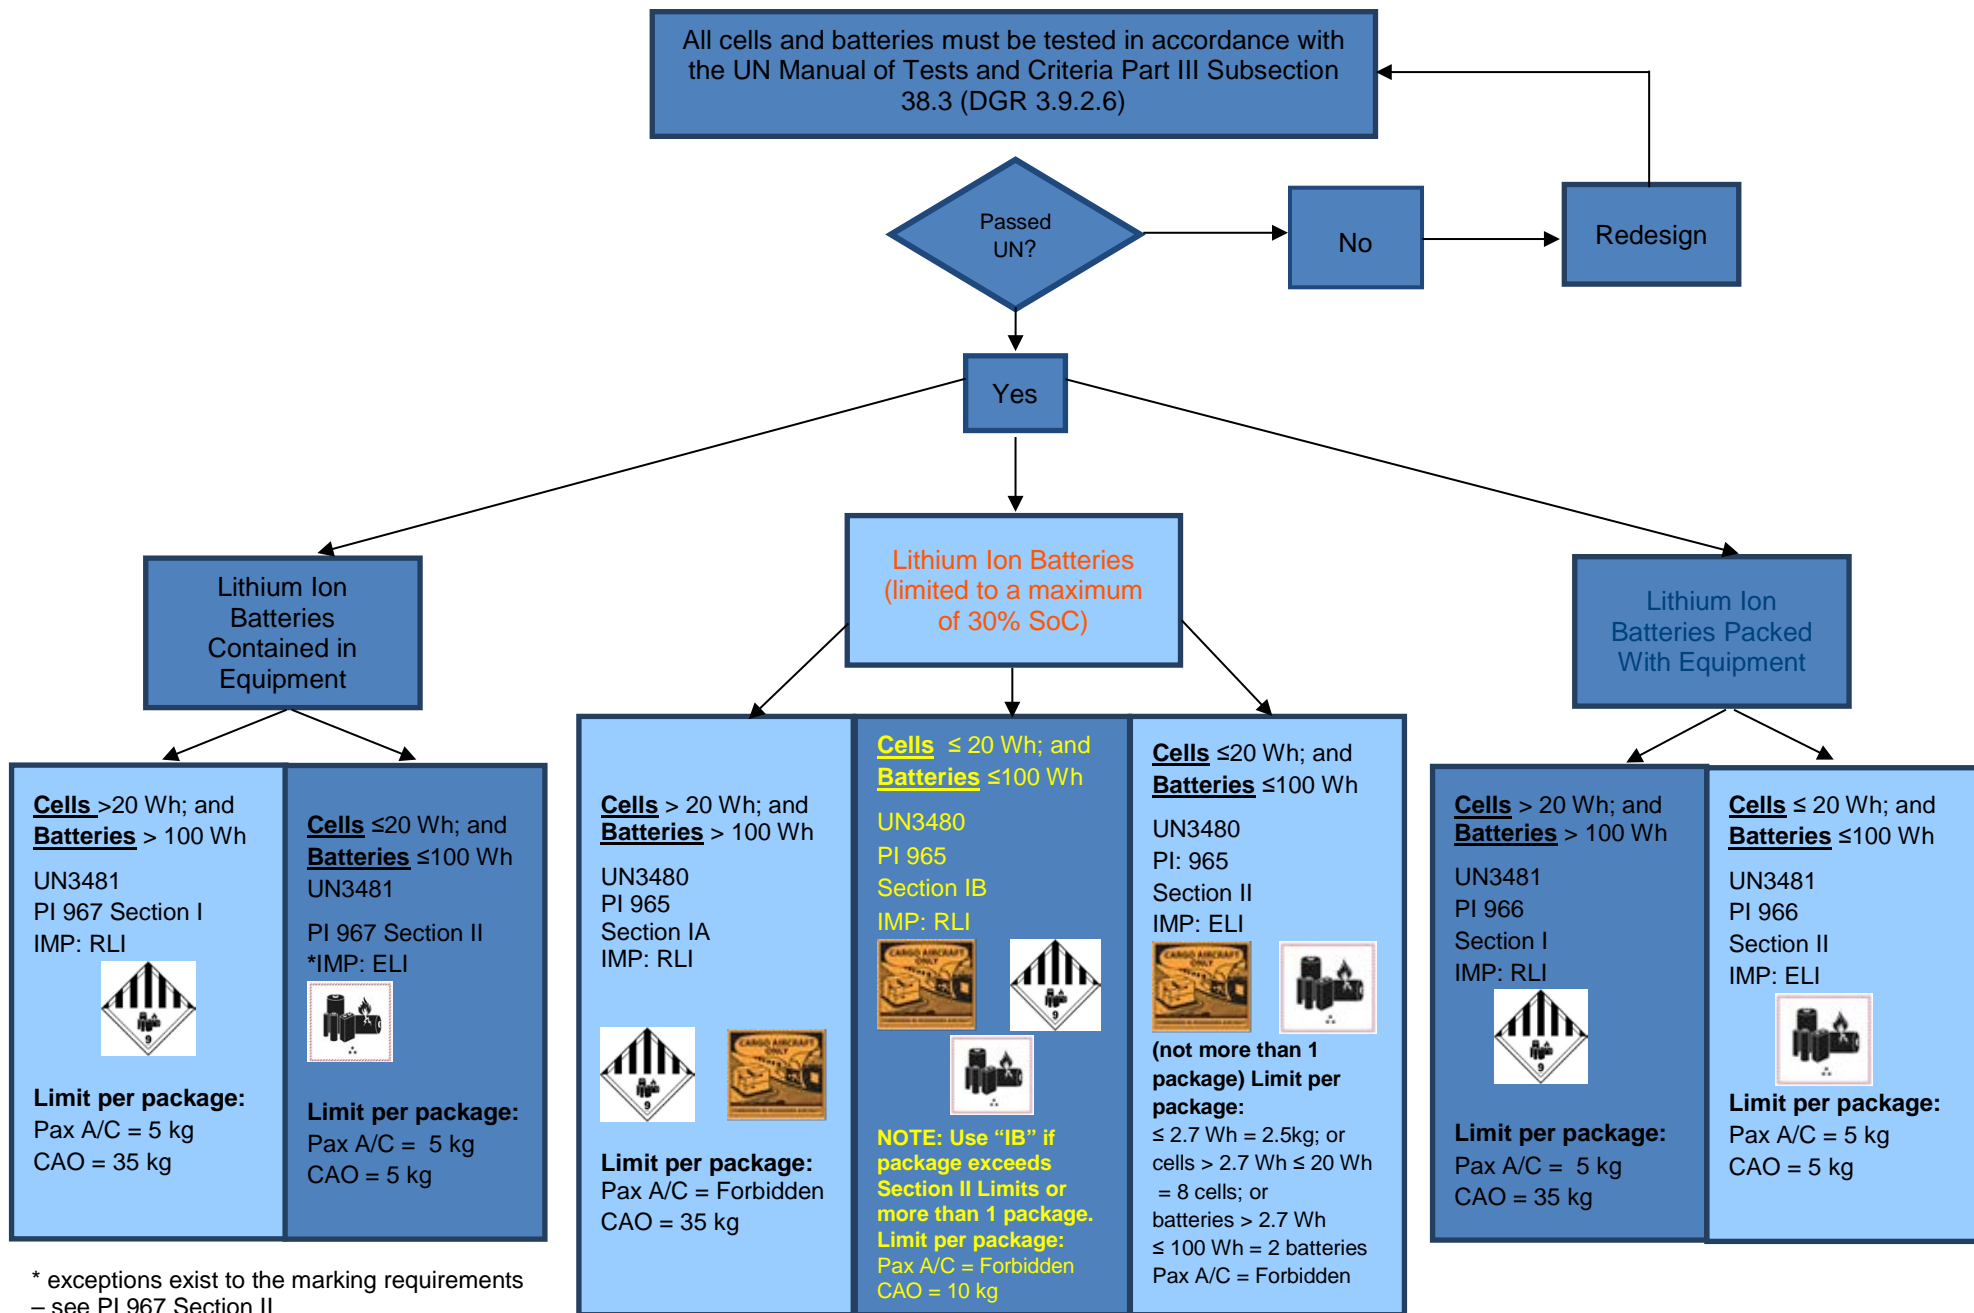 All cells and batteries must be tested in accordance with
the UN Manual of Tests and Criteria Part III Subsection
38.3 (DGR 3.9.2.6)
Passed
UN?
No
Redesign
Yes
Lithium Ion
Batteries
Contained in
Equipment
Lithium Ion Batteries
(limited to a maximum
of 30% SoC)
Lithium Ion
Batteries Packed
With Equipment
Cells >20 Wh; and
Batteries > 100 Wh
UN3481
PI 967 Section I
IMP: RLI
9
Limit per package:
Pax A/C = 5 kg
CAO = 35 kg
Cells ≤20 Wh; and
Batteries ≤100 Wh
UN3481
PI 967 Section II
*IMP: ELI
Limit per package:
Pax A/C = 5 kg
CAO = 5 kg
Cells > 20 Wh; and
Batteries > 100 Wh
UN3480
PI 965
Section IA
IMP: RLI
9
CARGO AIRCRAFT
ONLY
Limit per package:
Pax A/C = Forbidden
CAO = 35 kg
Cells ≤ 20 Wh; and
Batteries ≤100 Wh
UN3480
PI 965
Section IB
IMP: RLI
CARGO AIRCRAFT
ONLY
9
NOTE: Use “IB” if
package exceeds
Section II Limits or
more than 1 package.
Limit per package:
Pax A/C = Forbidden
CAO = 10 kg
Cells ≤20 Wh; and
Batteries ≤100 Wh
UN3480
PI: 965
Section II
IMP: ELI
CARGO AIRCRAFT
ONLY
(not more than 1
package) Limit per
package:
≤ 2.7 Wh = 2.5kg; or
cells > 2.7 Wh ≤ 20 Wh
= 8 cells; or
batteries > 2.7 Wh
≤ 100 Wh = 2 batteries
Pax A/C = Forbidden
Cells > 20 Wh; and
Batteries > 100 Wh
UN3481
PI 966
Section I
IMP: RLI
9
Limit per package:
Pax A/C = 5 kg
CAO = 35 kg
Cells ≤ 20 Wh; and
Batteries ≤100 Wh
UN3481
PI 966
Section II
IMP: ELI
Limit per package:
Pax A/C = 5 kg
CAO = 5 kg
* exceptions exist to the marking requirements
– see PI 967 Section II